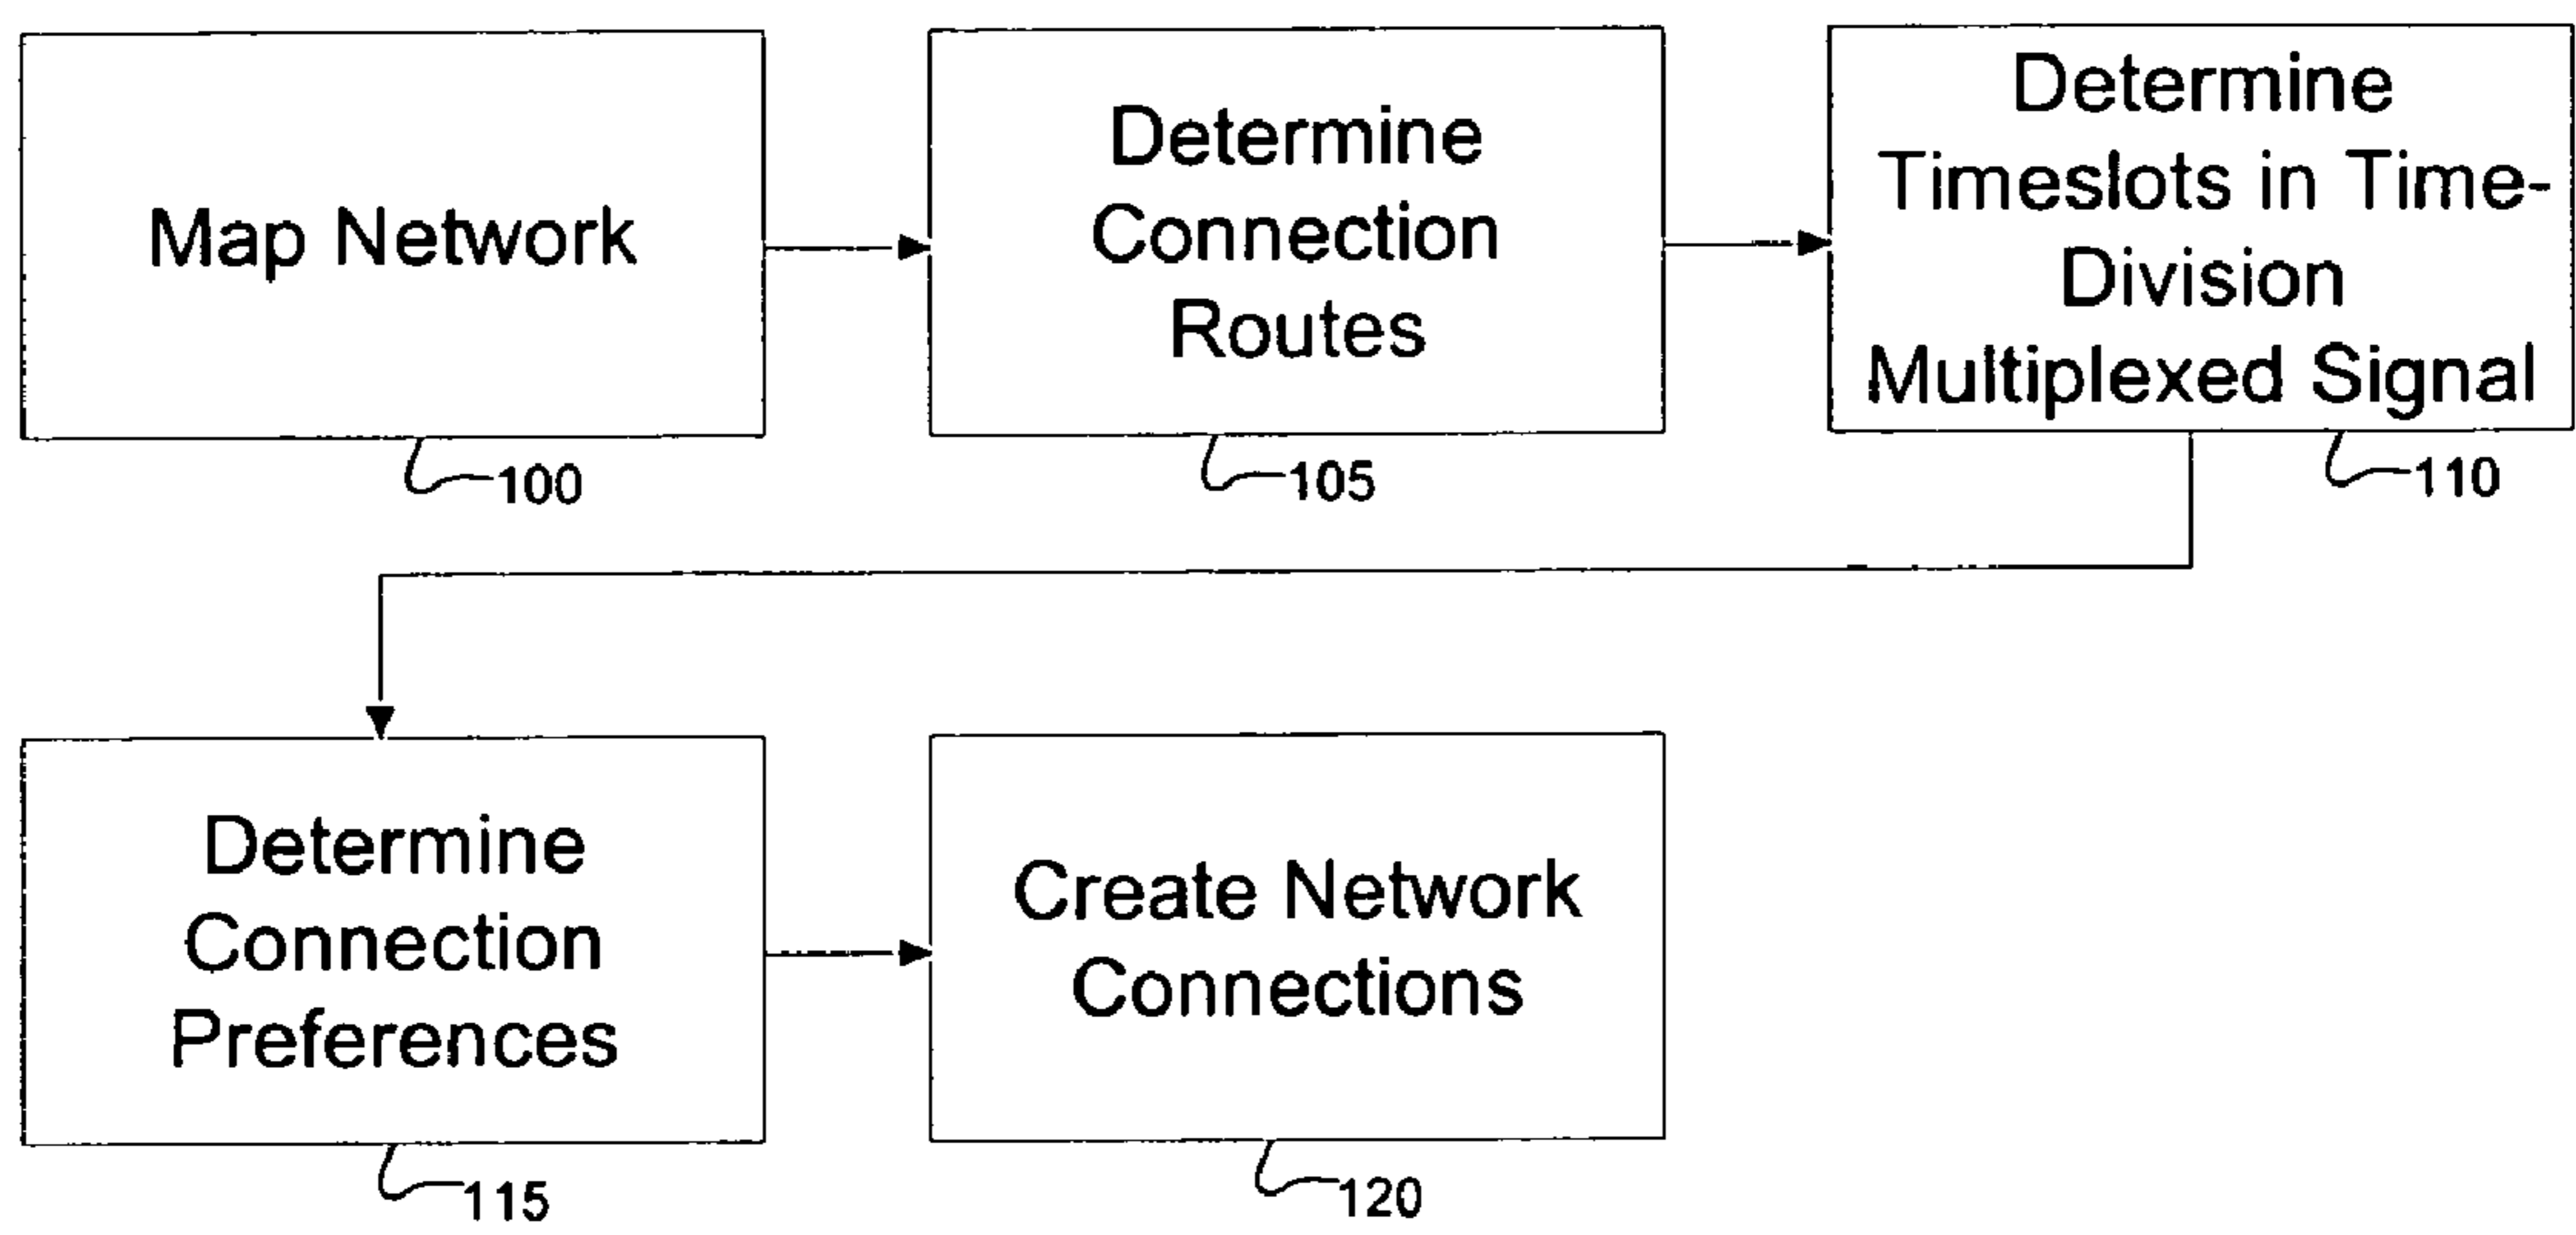 Map Network
Determine
Connection
Routes
Determine
Timeslots in Time-
Division
Multiplexed Signal
100
105
110
Determine
Connection
Preferences
Create Network
Connections
115
120